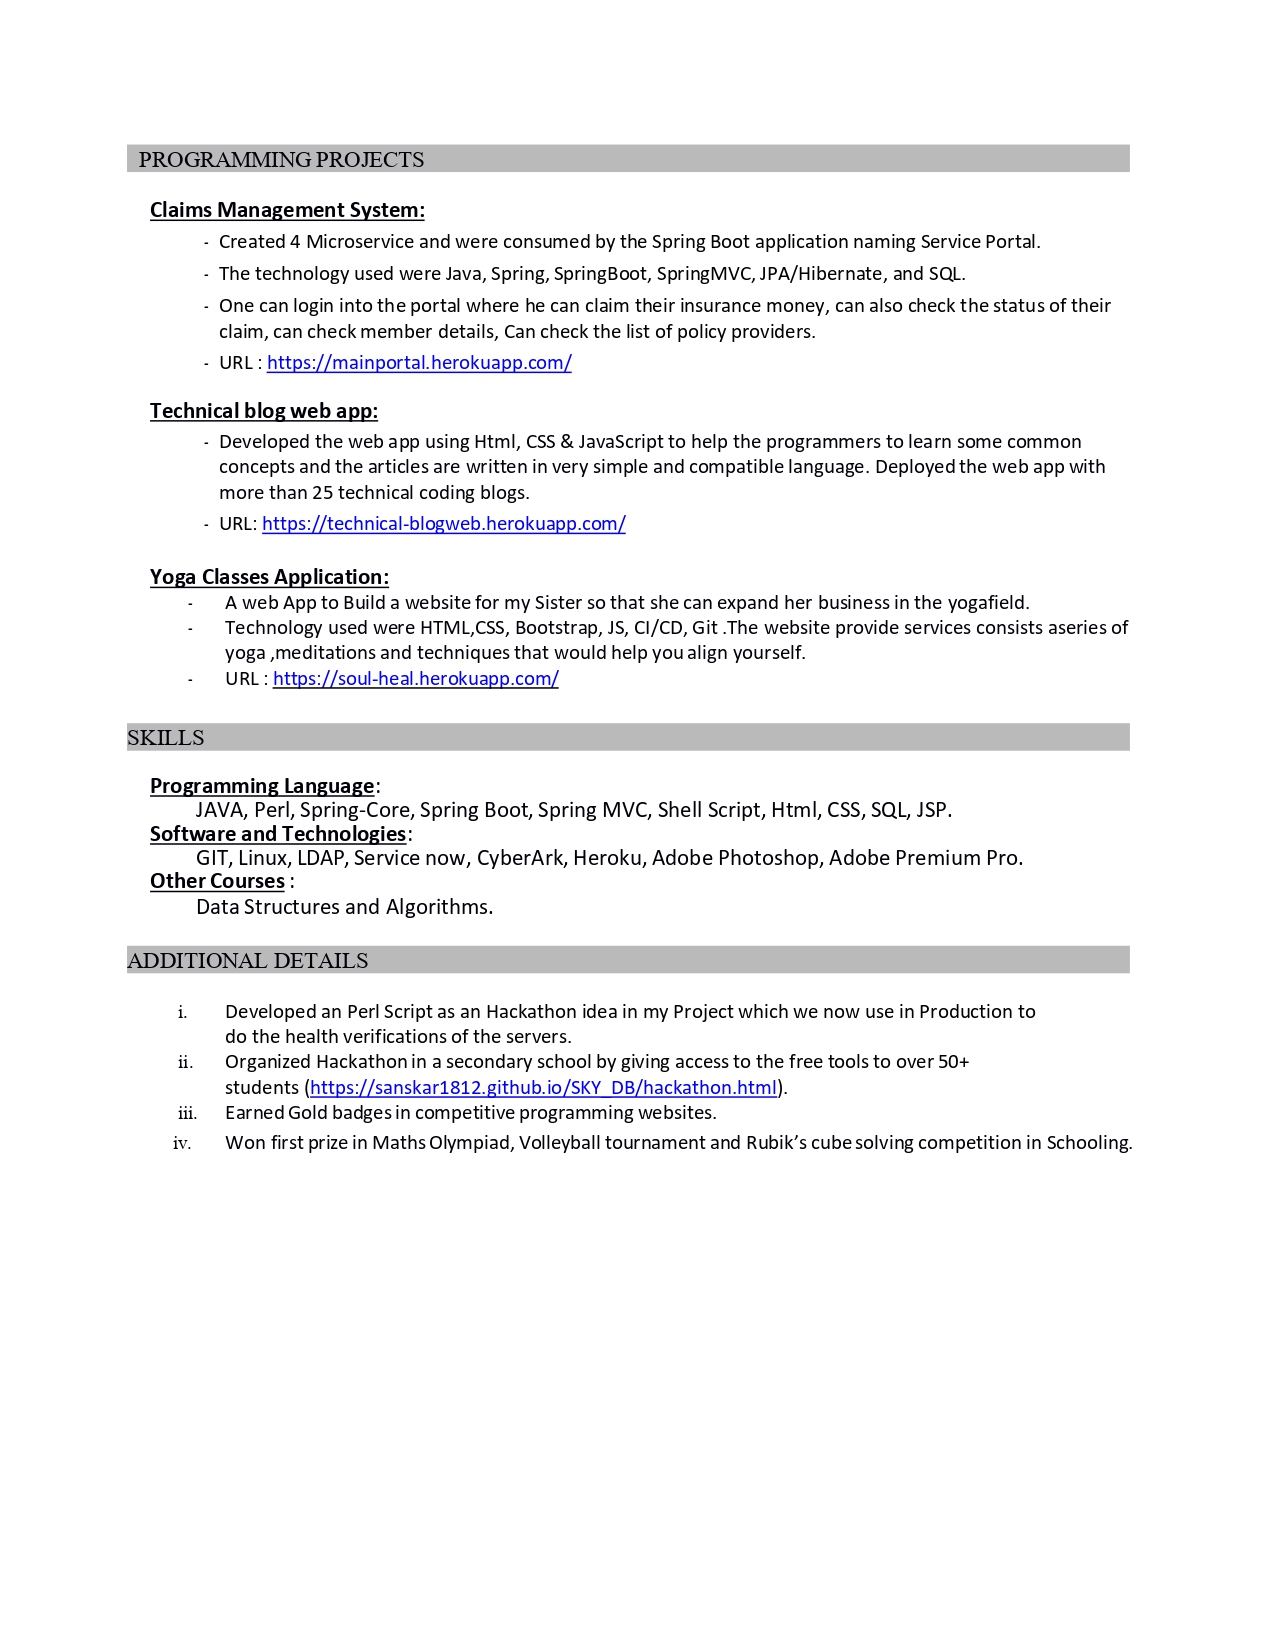 PROGRAMMING PROJECTS
Claims Management System:
- Created 4 Microservice and were consumed by the Spring Boot application naming Service Portal.
- The technology used were Java, Spring, SpringBoot, SpringMVC, JPA/Hibernate, and SQL.
- One can login into the portal where he can claim their insurance money, can also check the status of their
claim, can check member details, Can check the list of policy providers.
- URL : https://mainportal.herokuapp.com/
Technical blog web app:
- Developed the web app using Html, CSS & JavaScript to help the programmers to learn some common
concepts and the articles are written in very simple and compatible language. Deployed the web app with
more than 25 technical coding blogs.
- URL: https://technical-blogweb.herokuapp.com/
Yoga Classes Application:
- A web App to Build a website for my Sister so that she can expand her business in the yogafield.
- Technology used were HTML,CSS, Bootstrap, JS, CI/CD, Git .The website provide services consists aseries of
yoga ,meditations and techniques that would help you align yourself.
- URL : https://soul-heal.herokuapp.com/
SKILLS
Programming Language:
JAVA, Perl, Spring-Core, Spring Boot, Spring MVC, Shell Script, Html, CSS, SQL, JSP.
Software and Technologies:
GIT, Linux, LDAP, Service now, CyberArk, Heroku, Adobe Photoshop, Adobe Premium Pro.
Other Courses :
Data Structures and Algorithms.
ADDITIONAL DETAILS
i. Developed an Perl Script as an Hackathon idea in my Project which we now use in Production to
do the health verifications of the servers.
ii. Organized Hackathon in a secondary school by giving access to the free tools to over 50+
students (https://sanskar1812.github.io/SKY_DB/hackathon.html).
iii. Earned Gold badges in competitive programming websites.
iv. Won first prize in Maths Olympiad, Volleyball tournament and Rubik’s cube solving competition in Schooling.